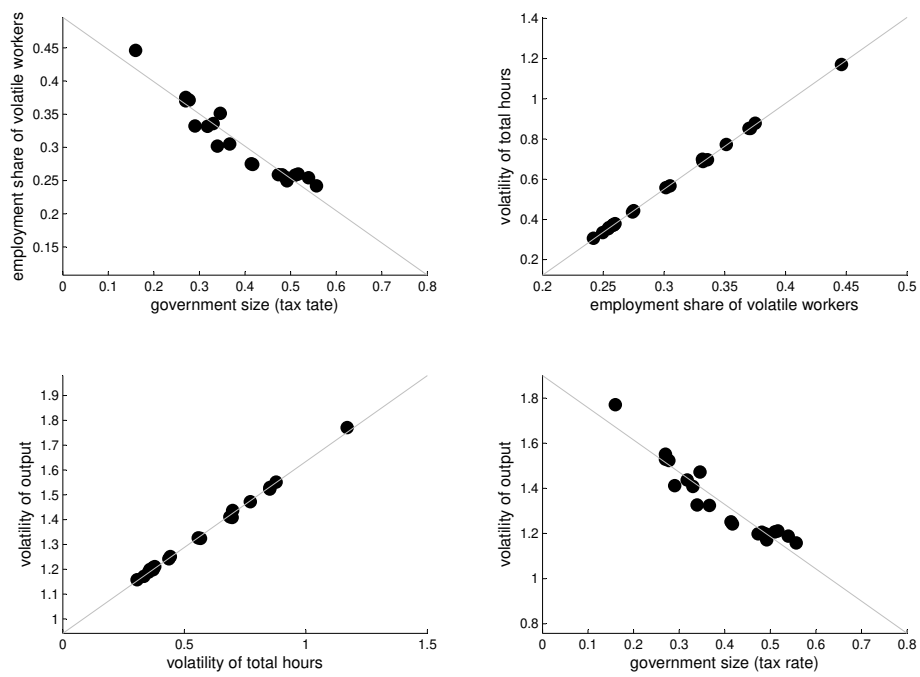 employment share of volatile workers
0.45
0.4
0.35
0.3
0.25
0.2
0.15
0 0.1 0.2 0.3 0.4 0.5 0.6 0.7 0.8
government size (tax tate)
volatility of total hours
1.4
1.2
1
0.8
0.6
0.4
0.2
0.2 0.25 0.3 0.35 0.4 0.45 0.5
employment share of volatile workers
volatility of output
1.9
1.8
1.7
1.6
1.5
1.4
1.3
1.2
1.1
1
0 0.5 1 1.5
volatility of total hours
volatility of output
1.8
1.6
1.4
1.2
1
0.8
0 0.1 0.2 0.3 0.4 0.5 0.6 0.7 0.8
government size (tax rate)